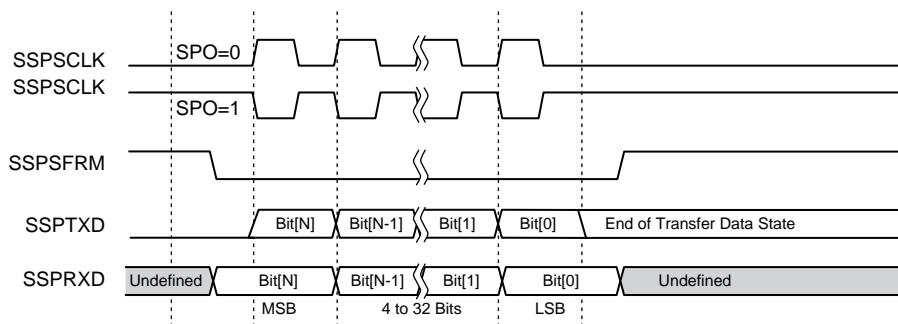 SSPSCLK SPO=0
SSPSCLK
SPO=1
SSPSFRM
SSPTXD Bit[N] Bit[N-1] Bit[1] Bit[0] End of Transfer Data State
SSPRXD Undefined Bit[N] Bit[N-1] Bit[1] Bit[0] Undefined
MSB 4 to 32 Bits LSB